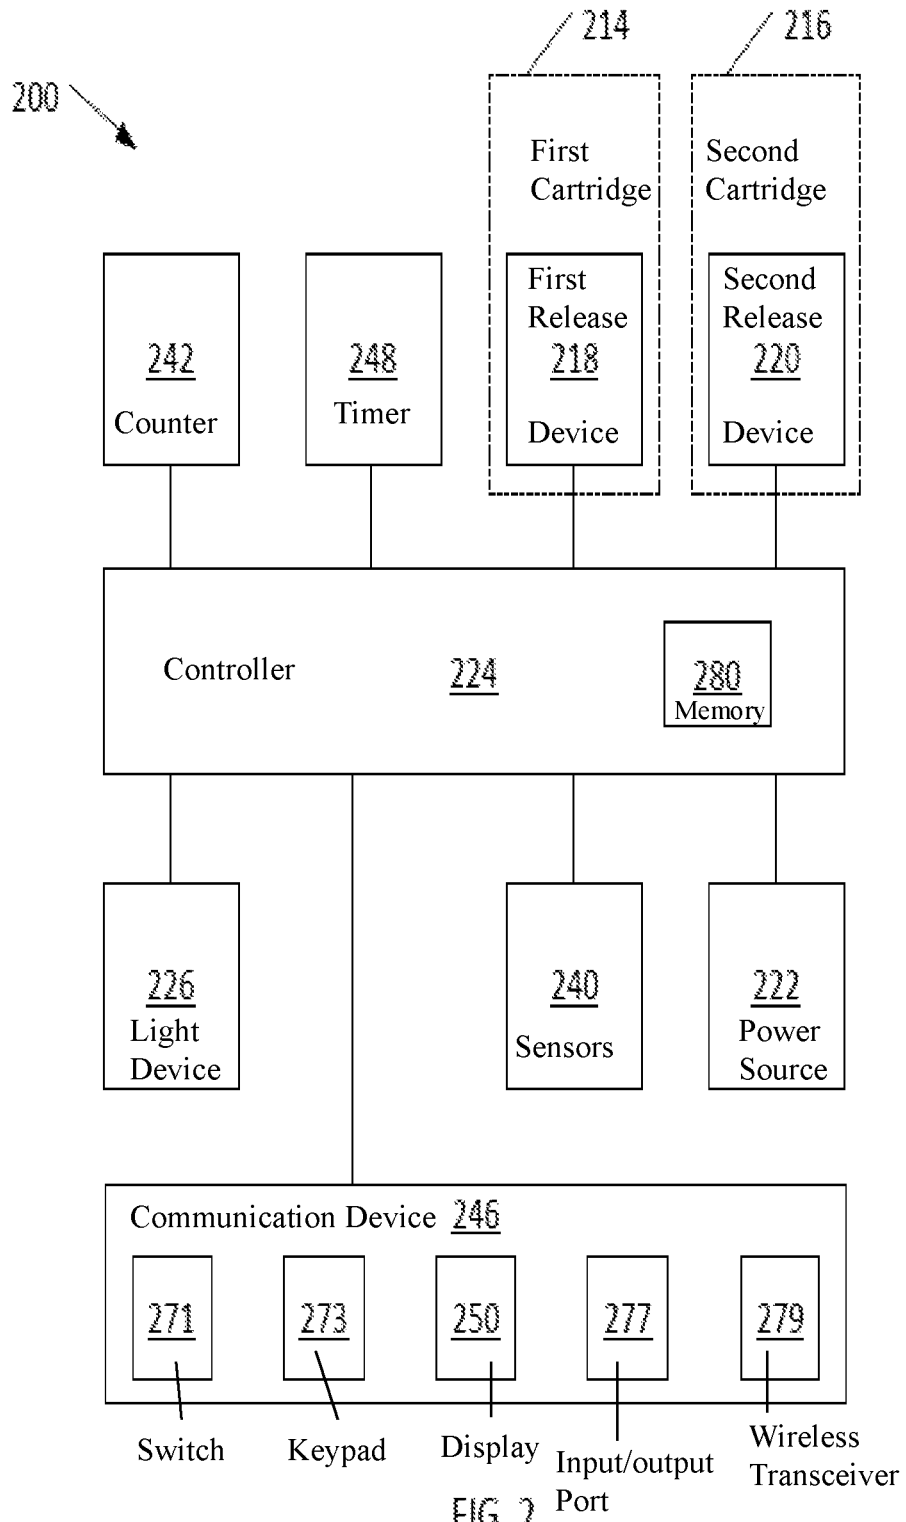 214
216
200
First
Cartridge
Second
Cartridge
First
Release
218
Device
Second
Release
220
Device
242
Counter
248
Timer
Controller
224
280
Memory
226
Light
Device
240
Sensors
222
Power
Source
Communication Device 246
271
273
250
277
279
Switch
Keypad
Display
Input/output
Port
Wireless
Transceiver
FIG. 2